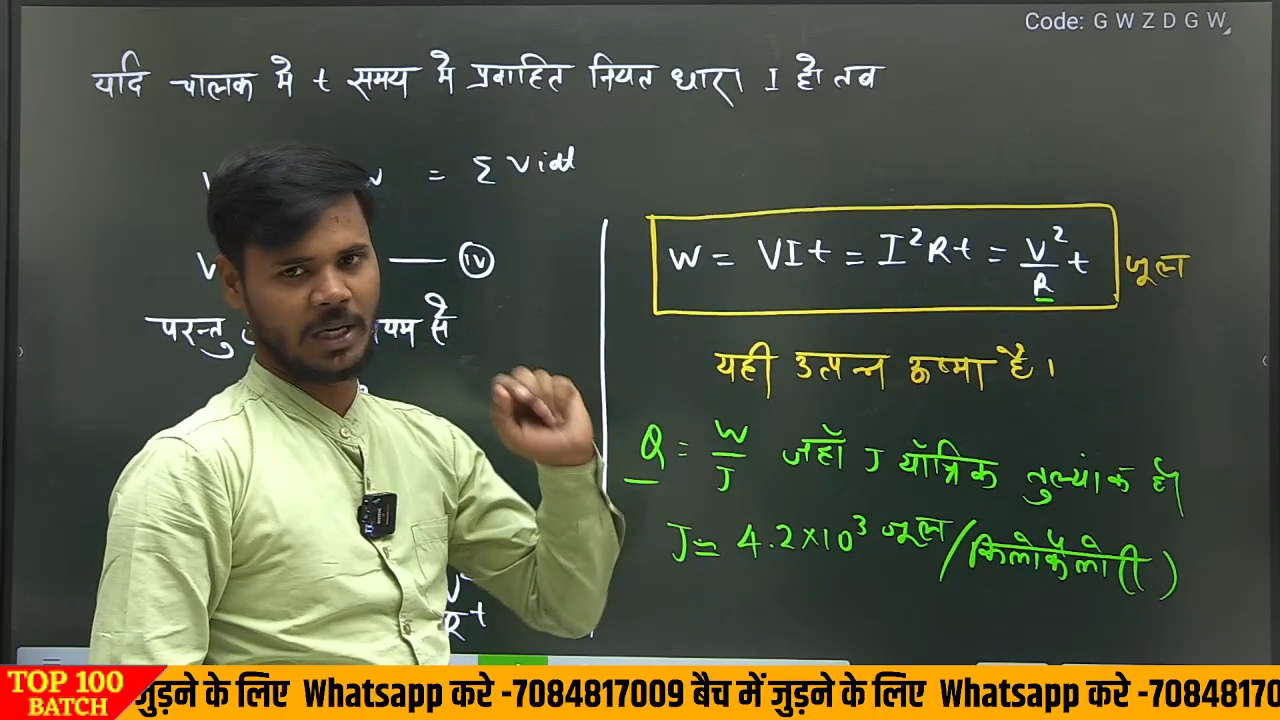 Code: G W Z D G W
यदि चालक मे t समय मे प्रवाहित नियत धारा I हो तब
= Σ Vidt
(iv)
परन्तु
से
W = VIt = I²Rt = V²/R t जूल
यही उत्पन्न ऊष्मा है।
Q = W/J जहाँ J याँत्रिक तुल्यांक है
J = 4.2×10³ जूल/किलोकैलोरी)
t
TOP 100 BATCH
जुड़ने के लिए Whatsapp करे -7084817009 बैच में जुड़ने के लिए Whatsapp करे -70848170